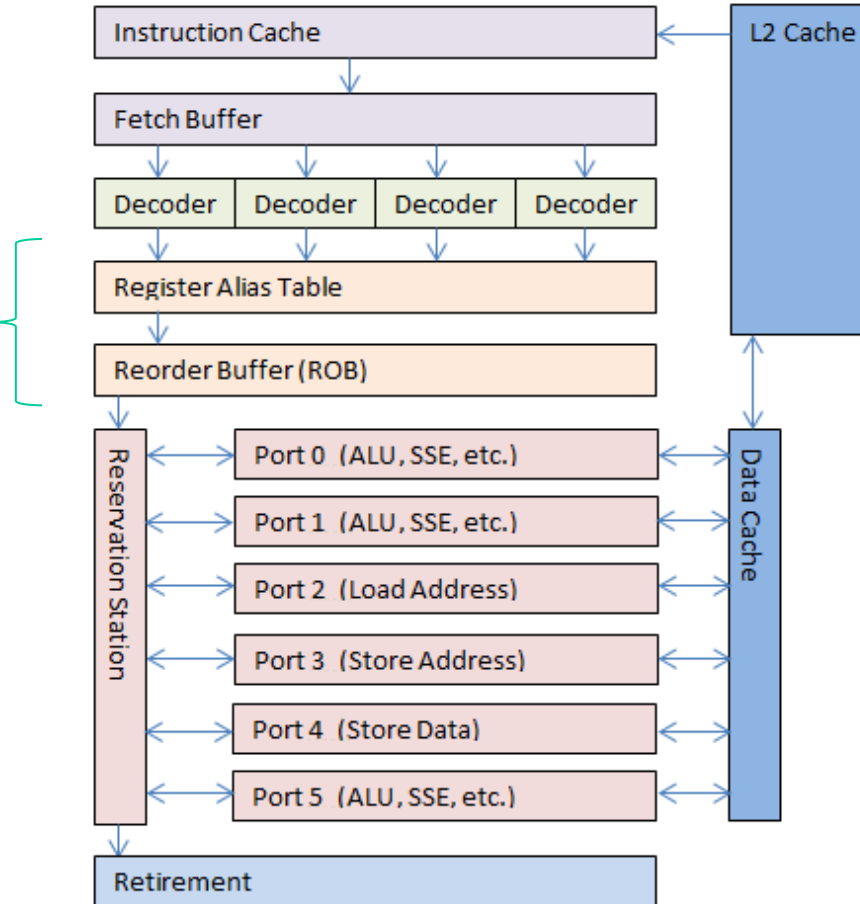 Instruction Cache
L2 Cache
Fetch Buffer
Decoder Decoder Decoder Decoder
Register Alias Table
Reorder Buffer (ROB)
Reservation Station
Port 0 (ALU, SSE, etc.)
Port 1 (ALU, SSE, etc.)
Port 2 (Load Address)
Port 3 (Store Address)
Port 4 (Store Data)
Port 5 (ALU, SSE, etc.)
Data Cache
Retirement